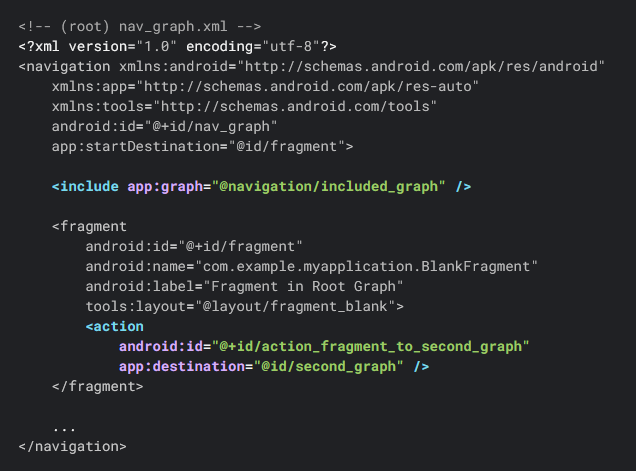 <!-- (root) nav_graph.xml -->
<?xml version="1.0" encoding="utf-8"?>
<navigation xmlns:android="http://schemas.android.com/apk/res/android"
    xmlns:app="http://schemas.android.com/apk/res-auto"
    xmlns:tools="http://schemas.android.com/tools"
    android:id="@+id/nav_graph"
    app:startDestination="@id/fragment">

    <include app:graph="@navigation/included_graph" />

    <fragment
        android:id="@+id/fragment"
        android:name="com.example.myapplication.BlankFragment"
        android:label="Fragment in Root Graph"
        tools:layout="@layout/fragment_blank">
        <action
            android:id="@+id/action_fragment_to_second_graph"
            app:destination="@id/second_graph" />
    </fragment>

    ...
</navigation>